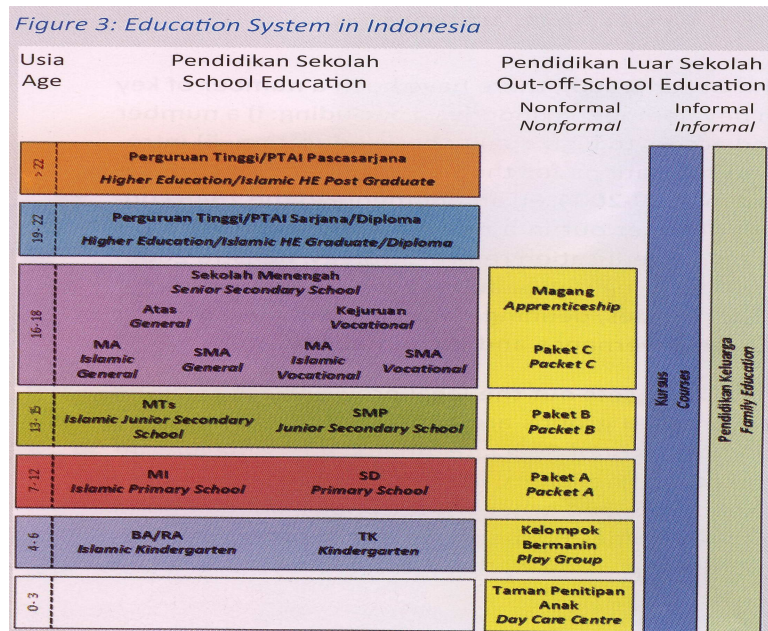 Figure 3: Education System in Indonesia
Usia
Age
Pendidikan Sekolah
School Education
Pendidikan Luar Sekolah
Out-off-School Education
Nonformal
Nonformal
Informal
Informal
> 22
Perguruan Tinggi/PTAI Pascasarjana
Higher Education/Islamic HE Post Graduate
19-22
Perguruan Tinggi/PTAI Sarjana/Diploma
Higher Education/Islamic HE Graduate/Diploma
16-18
Sekolah Menengah
Senior Secondary School
Atas
General
Kejuruan
Vocational
MA
Islamic
General
SMA
General
MA
Islamic
Vocational
SMA
Vocational
Magang
Apprenticeship
Paket C
Packet C
13-15
MTs
Islamic Junior Secondary
School
SMP
Junior Secondary School
Paket B
Packet B
7-12
MI
Islamic Primary School
SD
Primary School
Paket A
Packet A
4-6
BA/RA
Islamic Kindergarten
TK
Kindergarten
Kelompok
Bermanin
Play Group
0-3
Taman Penitipan
Anak
Day Care Centre
Kursus
Courses
Pendidikan Keluarga
Family Education